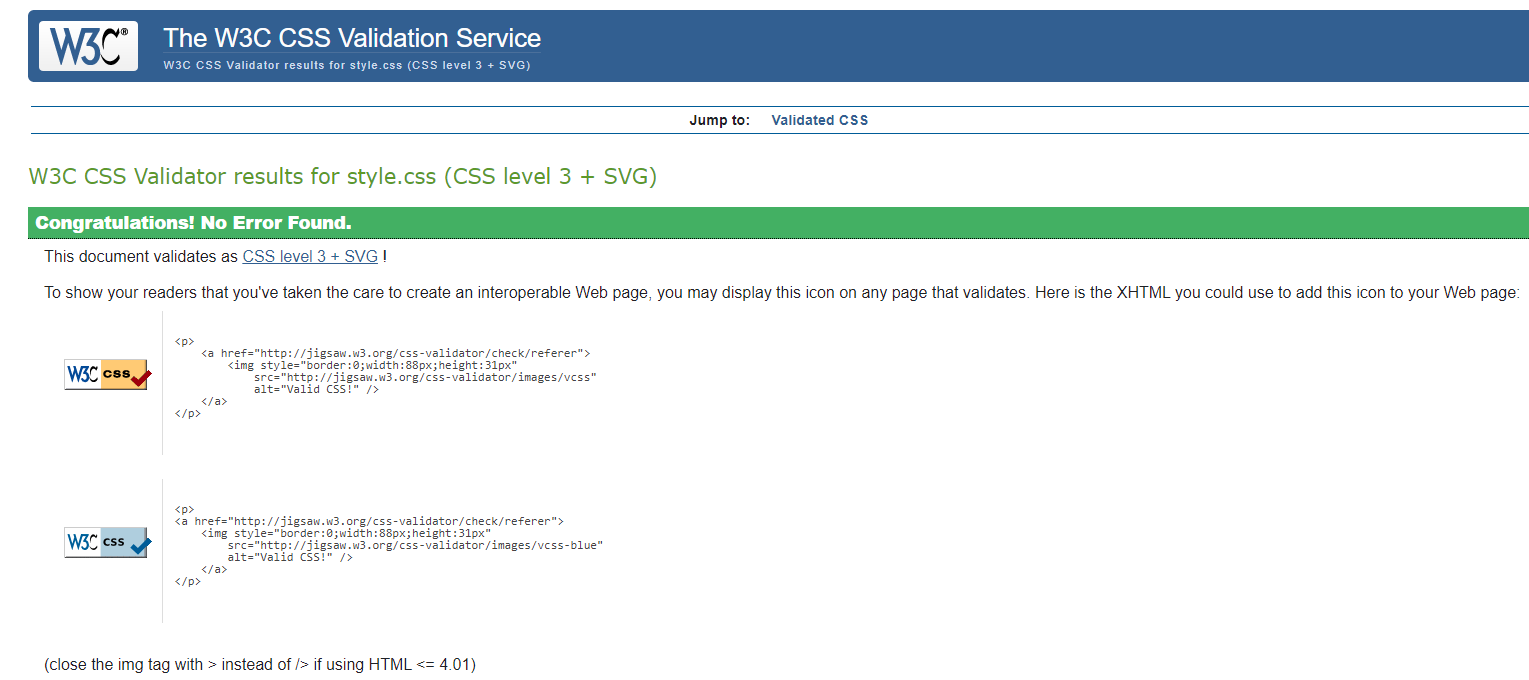 W3C®
The W3C CSS Validation Service
W3C CSS Validator results for style.css (CSS level 3 + SVG)
Jump to: Validated CSS
W3C CSS Validator results for style.css (CSS level 3 + SVG)
Congratulations! No Error Found.
This document validates as CSS level 3 + SVG !
To show your readers that you've taken the care to create an interoperable Web page, you may display this icon on any page that validates. Here is the XHTML you could use to add this icon to your Web page:
W3C css
<p>
    <a href="http://jigsaw.w3.org/css-validator/check/referer">
        <img style="border:0;width:88px;height:31px"
            src="http://jigsaw.w3.org/css-validator/images/vcss"
            alt="Valid CSS!" />
    </a>
</p>
W3C css
<p>
<a href="http://jigsaw.w3.org/css-validator/check/referer">
    <img style="border:0;width:88px;height:31px"
        src="http://jigsaw.w3.org/css-validator/images/vcss-blue"
        alt="Valid CSS!" />
    </a>
</p>
(close the img tag with > instead of /> if using HTML <= 4.01)